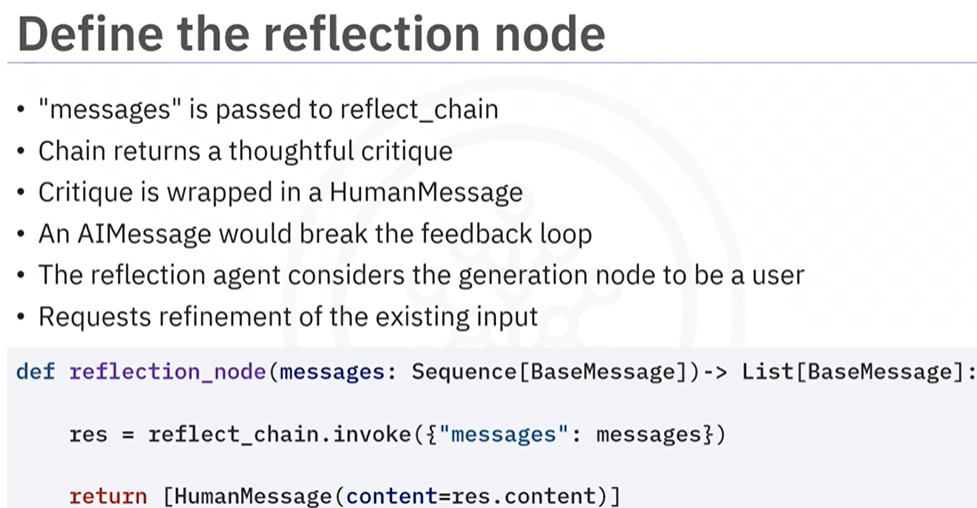 Define the reflection node
• "messages" is passed to reflect_chain
• Chain returns a thoughtful critique
• Critique is wrapped in a HumanMessage
• An AIMessage would break the feedback loop
• The reflection agent considers the generation node to be a user
• Requests refinement of the existing input
def reflection_node(messages: Sequence[BaseMessage])-> List[BaseMessage]:
    res = reflect_chain.invoke({"messages": messages})
    return [HumanMessage(content=res.content)]